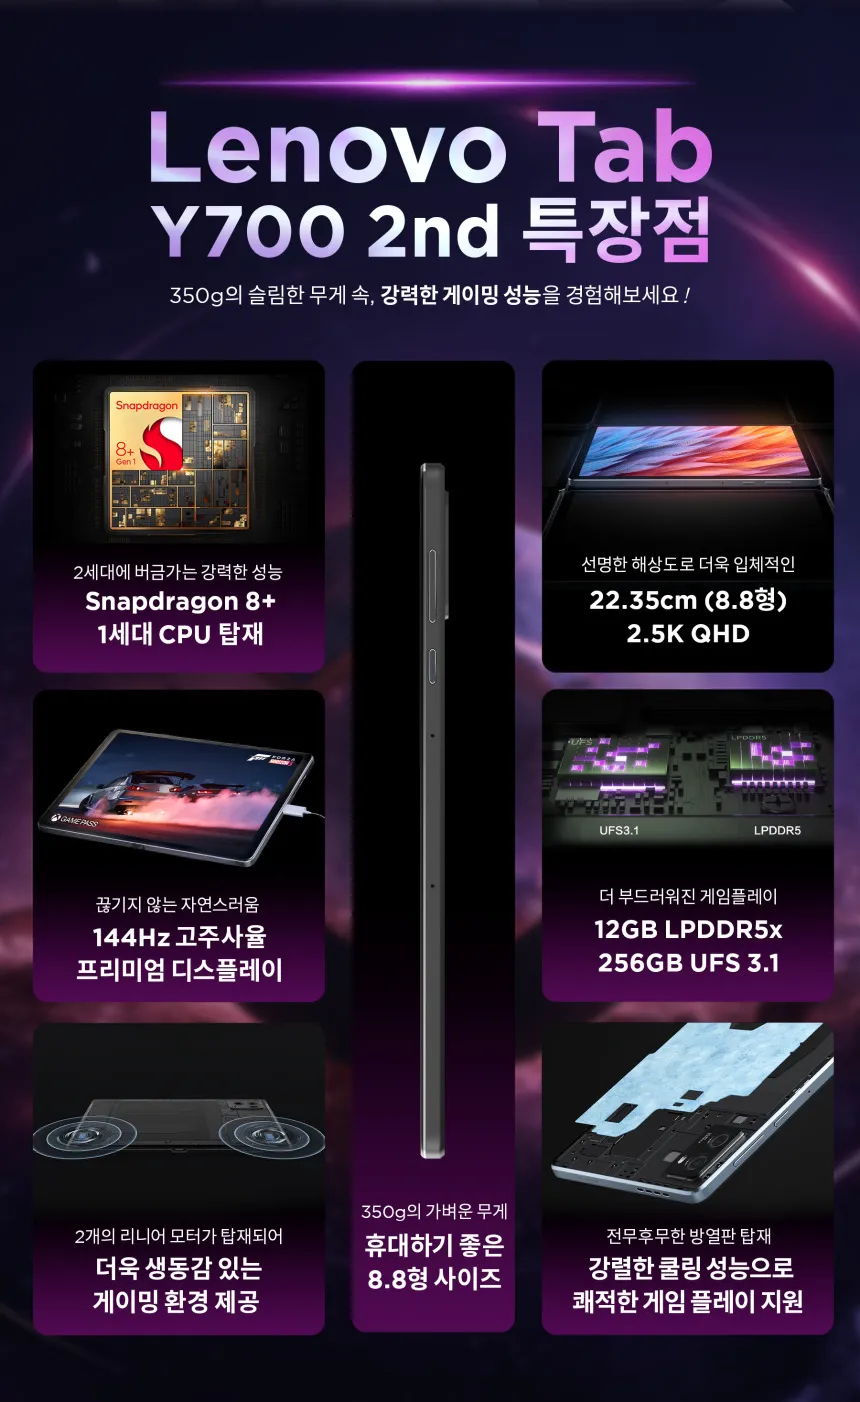 Lenovo Tab
Y700 2nd 특장점
350g의 슬림한 무게 속, 강력한 게이밍 성능을 경험해보세요!
Snapdragon
8+
Gen 1
2세대에 버금가는 강력한 성능
Snapdragon 8+
1세대 CPU 탑재
선명한 해상도로 더욱 입체적인
22.35cm (8.8형)
2.5K QHD
FORZA
HORIZON
GAME PASS
끊기지 않는 자연스러움
144Hz 고주사율
프리미엄 디스플레이
UFS
LPDDR5
UFS3.1
LPDDR5
더 부드러워진 게임플레이
12GB LPDDR5x
256GB UFS 3.1
2개의 리니어 모터가 탑재되어
더욱 생동감 있는
게이밍 환경 제공
350g의 가벼운 무게
휴대하기 좋은
8.8형 사이즈
전무후무한 방열판 탑재
강렬한 쿨링 성능으로
쾌적한 게임 플레이 지원